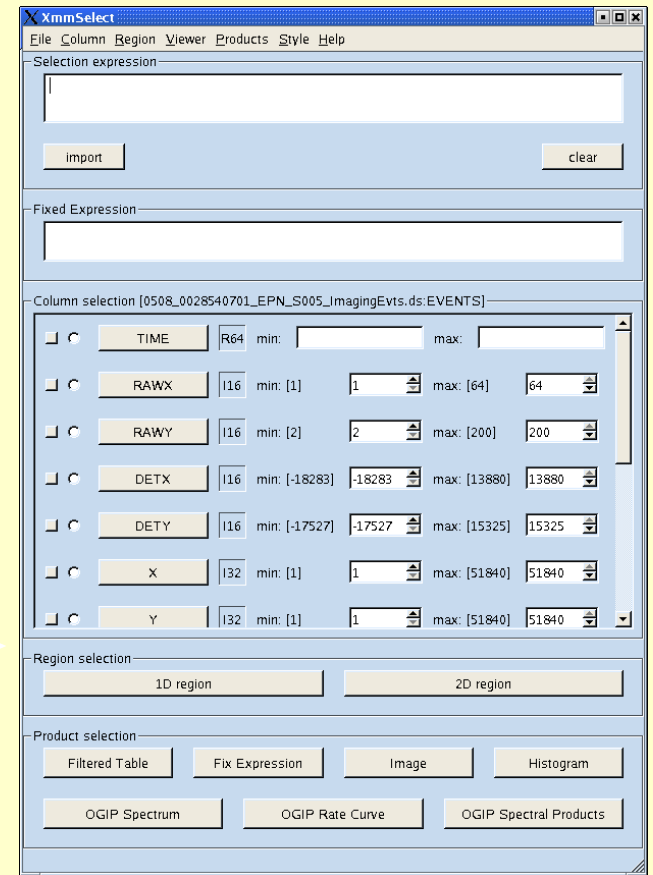 XmmSelect
File Column Region Viewer Products Style Help
Selection expression
import clear
Fixed Expression
Column selection [0508_0028540701_EPN_S005_ImagingEvts.ds:EVENTS]
TIME R64 min: max:
RAWX I16 min: [1] 1 max: [64] 64
RAWY I16 min: [2] 2 max: [200] 200
DETX I16 min: [-18283] -18283 max: [13880] 13880
DETY I16 min: [-17527] -17527 max: [15325] 15325
X I32 min: [1] 1 max: [51840] 51840
Y I32 min: [1] 1 max: [51840] 51840
Region selection
1D region 2D region
Product selection
Filtered Table Fix Expression Image Histogram
OGIP Spectrum OGIP Rate Curve OGIP Spectral Products